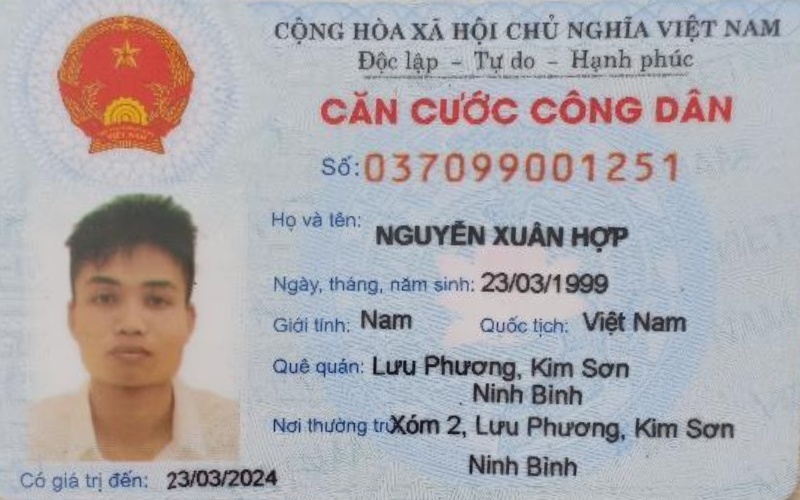 CỘNG HÒA XÃ HỘI CHỦ NGHĨA VIỆT NAM
Độc lập - Tự do - Hạnh phúc
CĂN CƯỚC CÔNG DÂN
Số: 037099001251
Họ và tên: NGUYỄN XUÂN HỢP
Ngày, tháng, năm sinh: 23/03/1999
Giới tính: Nam Quốc tịch: Việt Nam
Quê quán: Lưu Phương, Kim Sơn
Ninh Bình
Nơi thường trú: Xóm 2, Lưu Phương, Kim Sơn
Ninh Bình
Có giá trị đến: 23/03/2024